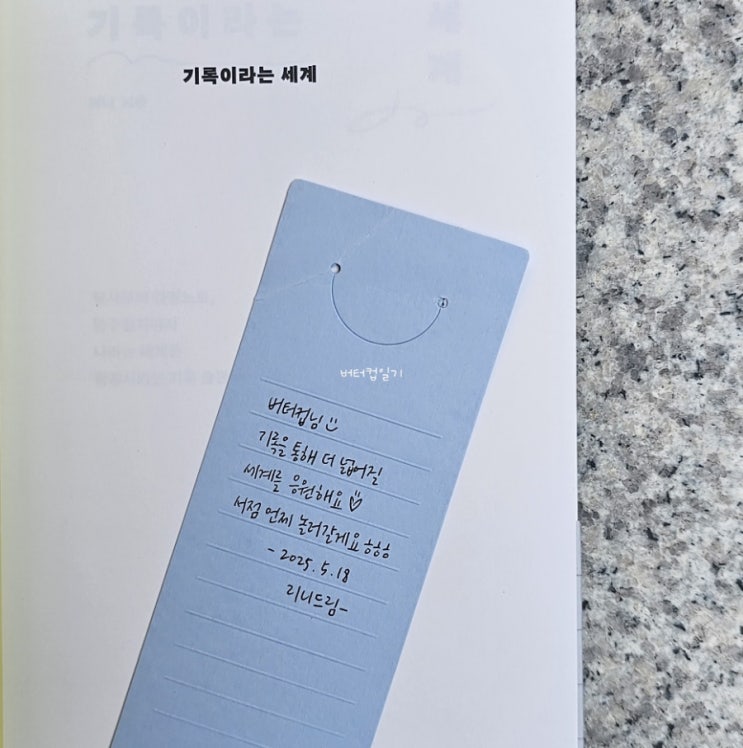 기록이라는 세계
버터컵일기
버터컵님
기록을 통해 더 넓어질
세계를 응원해요
서점 언제 놀러갈게요 ㅎㅎㅎ
- 2025. 5. 18
리니드림-